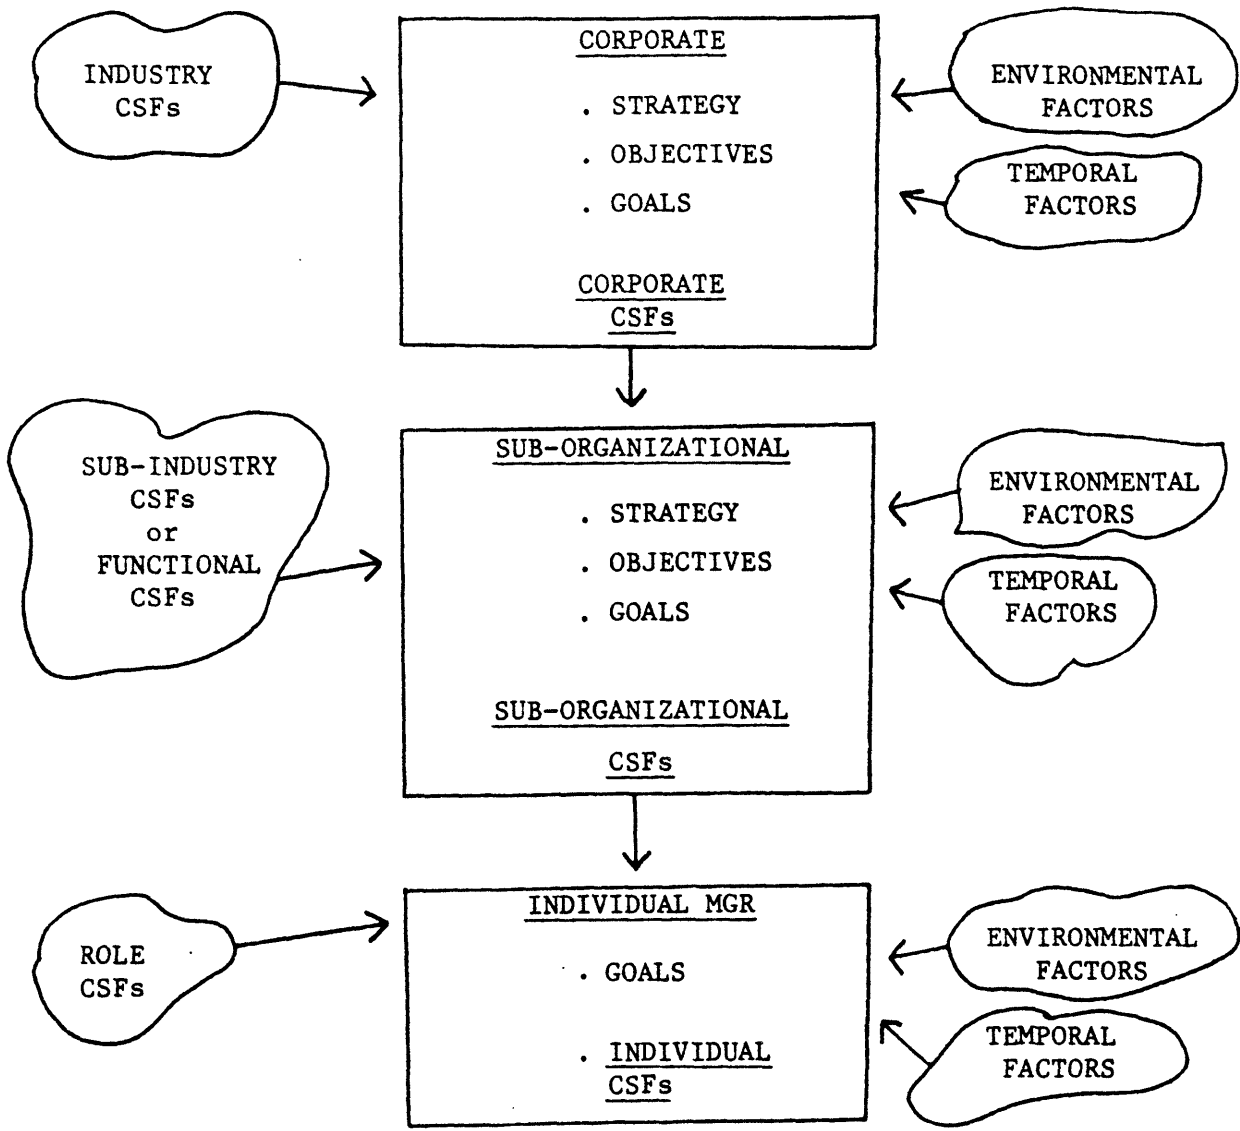 INDUSTRY
CSFs
CORPORATE
. STRATEGY
. OBJECTIVES
. GOALS
CORPORATE
CSFs
ENVIRONMENTAL
FACTORS
TEMPORAL
FACTORS
SUB-INDUSTRY
CSFs
or
FUNCTIONAL
CSFs
SUB-ORGANIZATIONAL
. STRATEGY
. OBJECTIVES
. GOALS
SUB-ORGANIZATIONAL
CSFs
ENVIRONMENTAL
FACTORS
TEMPORAL
FACTORS
ROLE
CSFs
INDIVIDUAL MGR
. GOALS
. INDIVIDUAL
CSFs
ENVIRONMENTAL
FACTORS
TEMPORAL
FACTORS